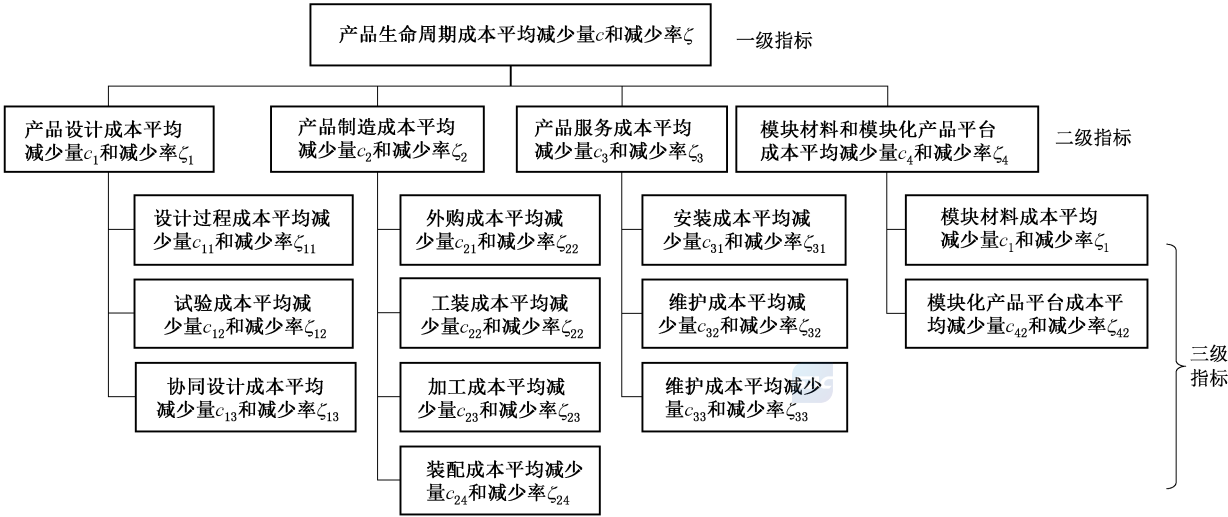 产品生命周期成本平均减少量c和减少率ζ
一级指标
产品设计成本平均
减少量c₁和减少率ζ₁
产品制造成本平均
减少量c₂和减少率ζ₂
产品服务成本平均
减少量c₃和减少率ζ₃
模块材料和模块化产品平台
成本平均减少量c₄和减少率ζ₄
二级指标
设计过程成本平均减
少量c₁₁和减少率ζ₁₁
试验成本平均减
少量c₁₂和减少率ζ₁₂
协同设计成本平均
减少量c₁₃和减少率ζ₁₃
外购成本平均减
少量c₂₁和减少率ζ₂₂
工装成本平均减
少量c₂₂和减少率ζ₂₂
加工成本平均减
少量c₂₃和减少率ζ₂₃
装配成本平均减少
量c₂₄和减少率ζ₂₄
安装成本平均减
少量c₃₁和减少率ζ₃₁
维护成本平均减
少量c₃₂和减少率ζ₃₂
维护成本平均减少
量c₃₃和减少率ζ₃₃
模块材料成本平均
减少量c₁和减少率ζ₁
模块化产品平台成本平
均减少量c₄₂和减少率ζ₄₂
三级
指标